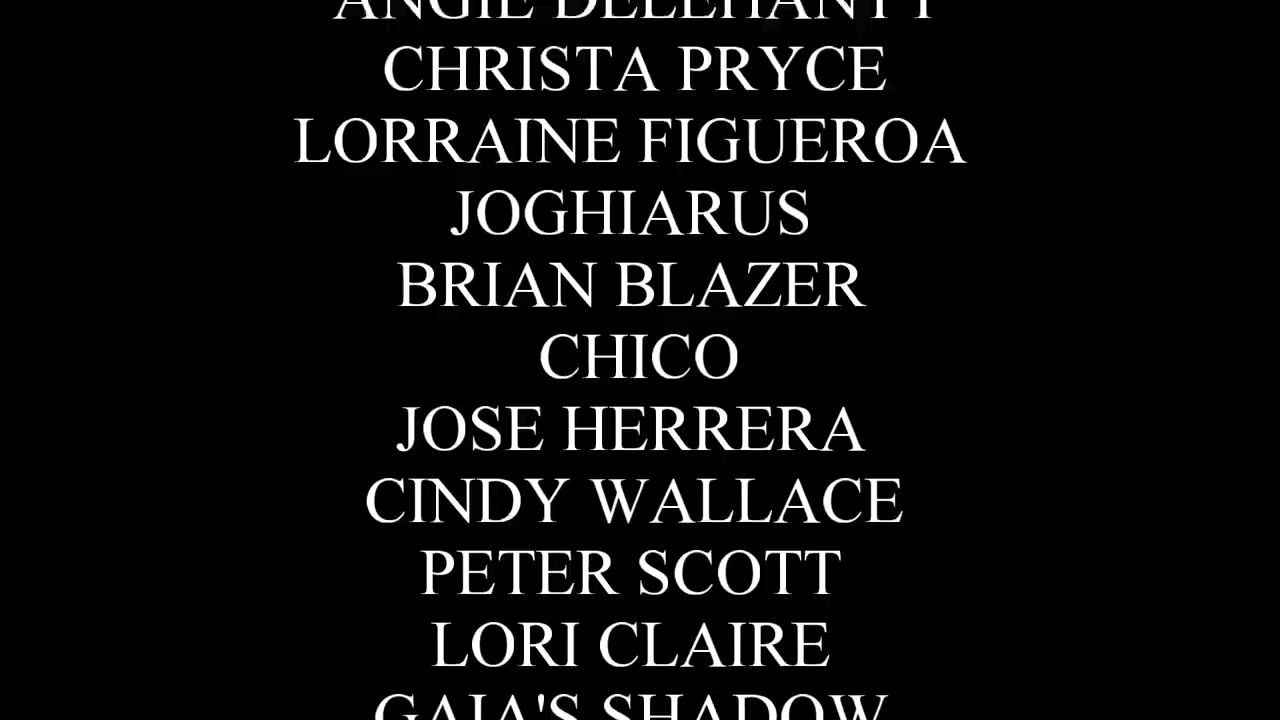 ANGIE DELEHANTY
CHRISTA PRYCE
LORRAINE FIGUEROA
JOGHIARUS
BRIAN BLAZER
CHICO
JOSE HERRERA
CINDY WALLACE
PETER SCOTT
LORI CLAIRE
GAIA'S SHADOW